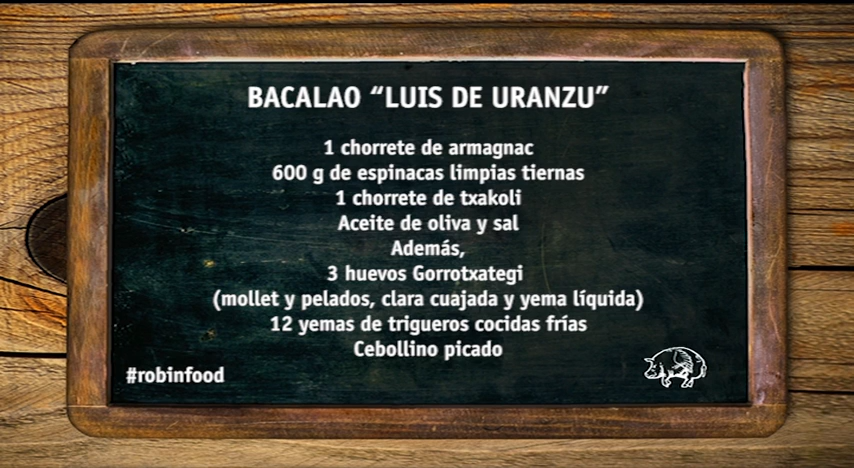 BACALAO “LUIS DE URANZU”
1 chorrete de armagnac
600 g de espinacas limpias tiernas
1 chorrete de txakoli
Aceite de oliva y sal
Además,
3 huevos Gorrotxategi
(mollet y pelados, clara cuajada y yema líquida)
12 yemas de trigueros cocidas frías
Cebollino picado
#robinfood